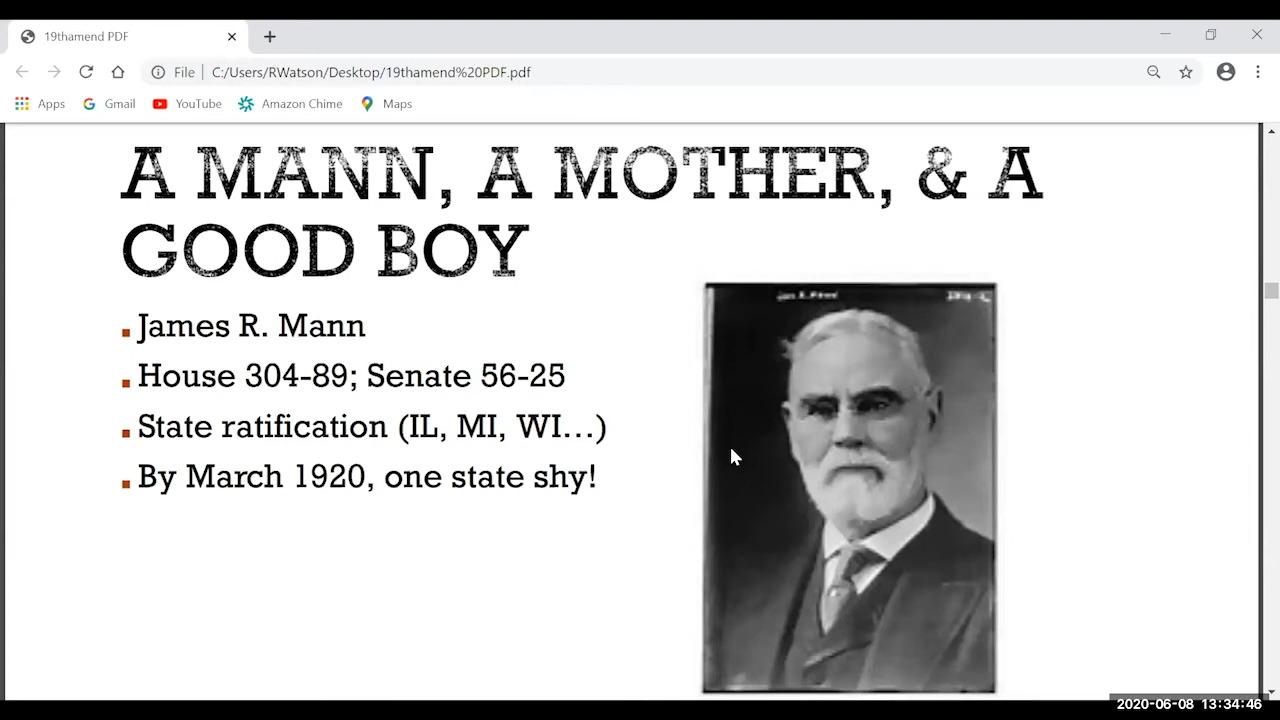 19thamend PDF
File | C:/Users/RWatson/Desktop/19thamend%20PDF.pdf
Apps Gmail YouTube Amazon Chime Maps
A MANN, A MOTHER, & A
GOOD BOY
James R. Mann
House 304-89; Senate 56-25
State ratification (IL, MI, WI...)
By March 1920, one state shy!
2020-06-08 13:34:46